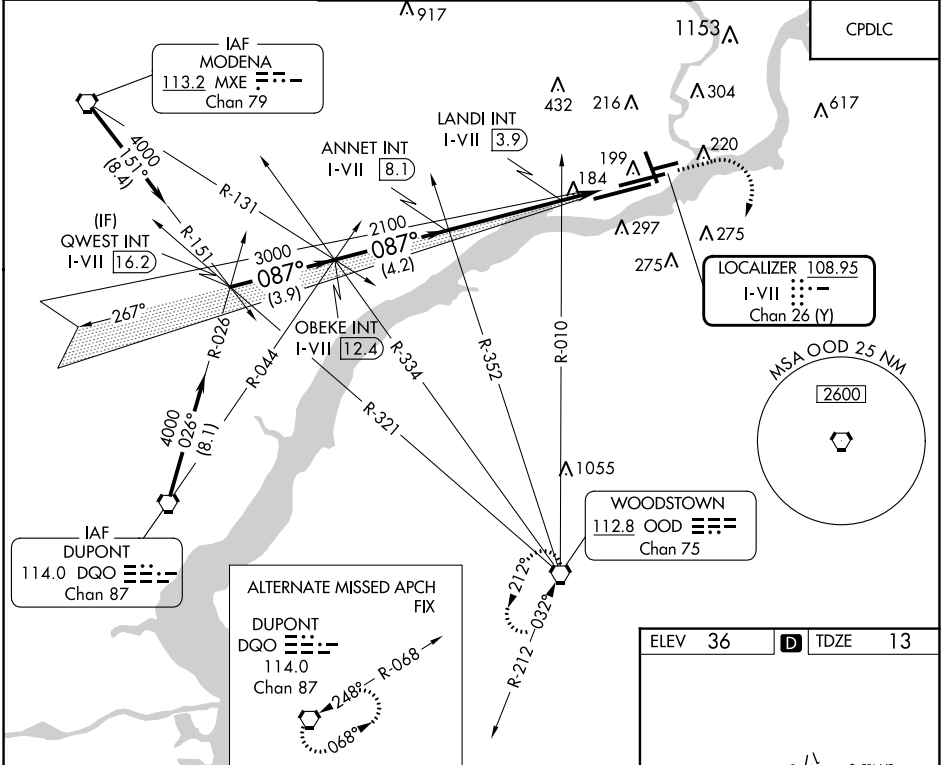 917
1153
CPDLC
IAF
MODENA
113.2 MXE
Chan 79
432
216
304
617
LANDI INT
I-VII 3.9
ANNET INT
I-VII 8.1
199
220
184
4000
151°
(8.4)
R-131
R-151
(IF)
QWEST INT
I-VII 16.2
3000
087°
(3.9)
2100
087°
(4.2)
297
275
275
267°
LOCALIZER 108.95
I-VII
Chan 26 (Y)
OBEKE INT
I-VII 12.4
R-026
R-044
R-334
R-352
R-010
R-321
MSA OOD 25 NM
2600
4000
026°
(8.1)
1055
IAF
DUPONT
114.0 DQO
Chan 87
WOODSTOWN
112.8 OOD
Chan 75
212°
032°
R-212
ALTERNATE MISSED APCH
FIX
DUPONT
DQO
114.0
Chan 87
R-068
248°
068°
ELEV 36 D TDZE 13